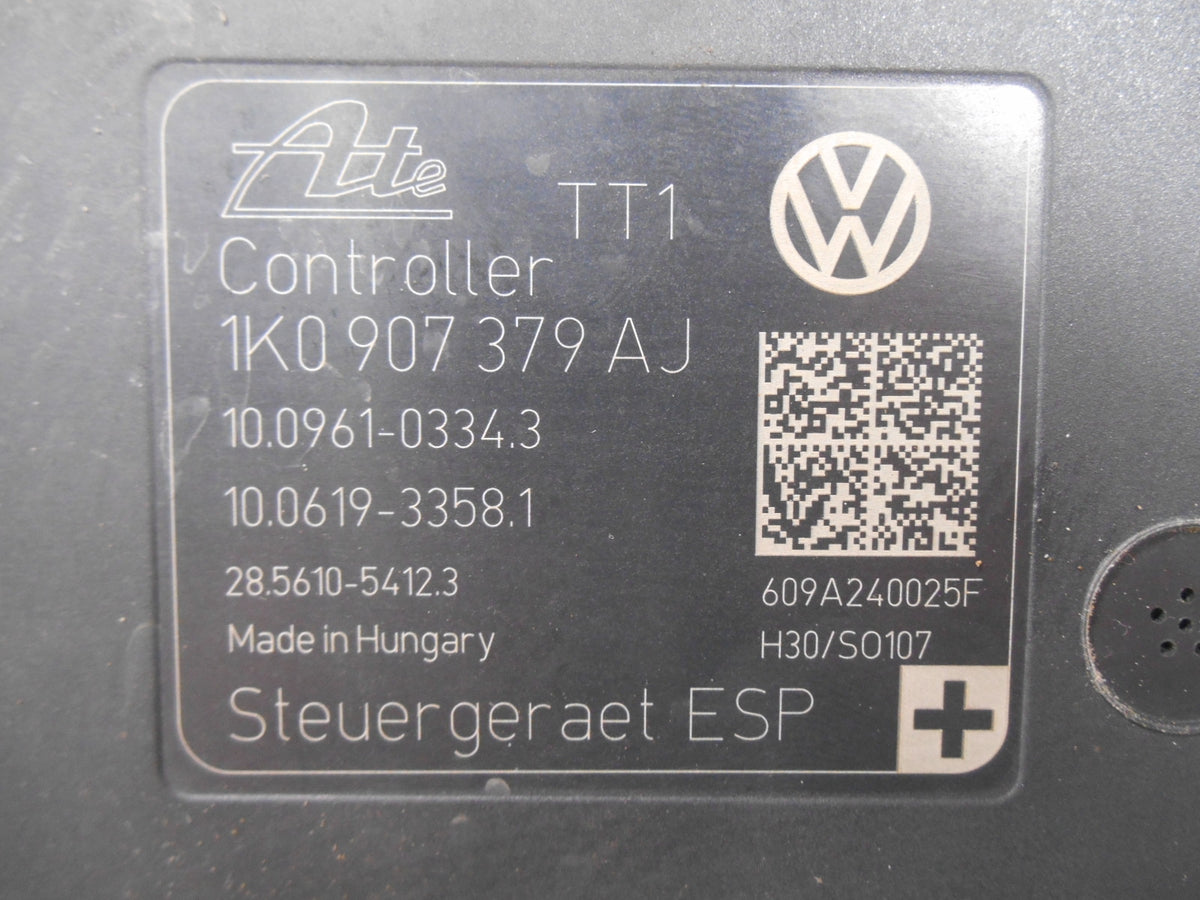 Ate
TT1
Controller
1K0 907 379 AJ
10.0961-0334.3
10.0619-3358.1
28.5610-5412.3
609A240025F
Made in Hungary
H30/SO107
Steuergeraet ESP